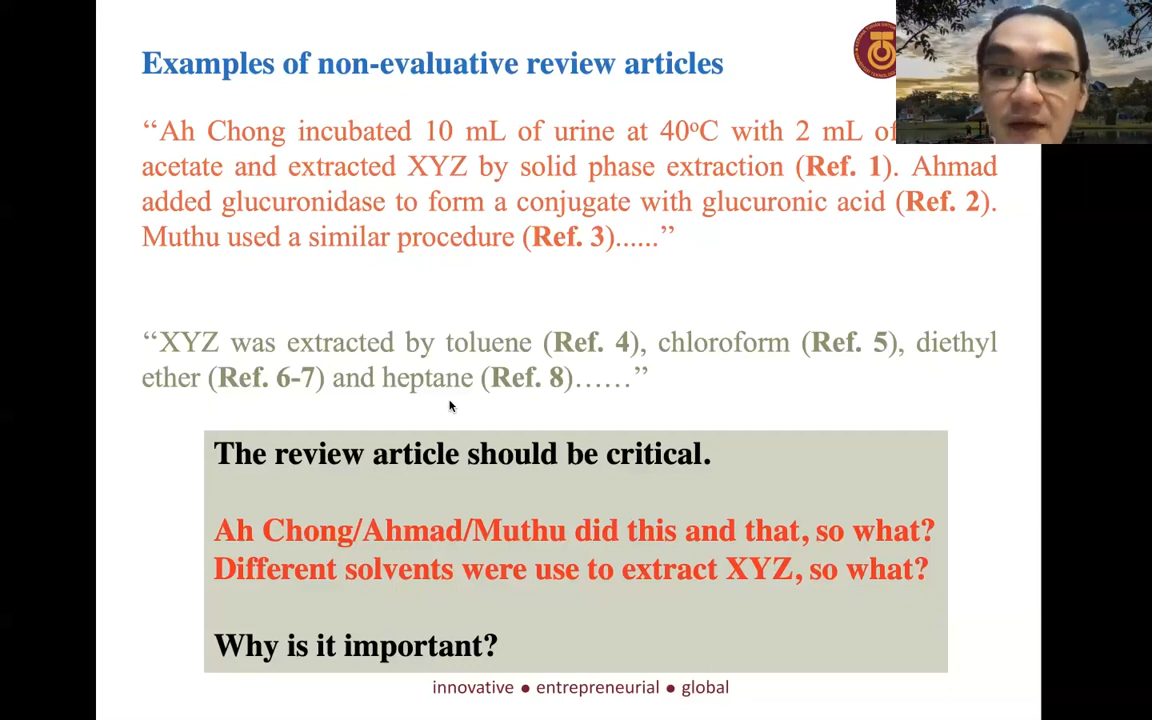 Examples of non-evaluative review articles
“Ah Chong incubated 10 mL of urine at 40ᵒC with 2 mL of
acetate and extracted XYZ by solid phase extraction (Ref. 1). Ahmad
added glucuronidase to form a conjugate with glucuronic acid (Ref. 2).
Muthu used a similar procedure (Ref. 3)......”
“XYZ was extracted by toluene (Ref. 4), chloroform (Ref. 5), diethyl
ether (Ref. 6-7) and heptane (Ref. 8)……”
The review article should be critical.
Ah Chong/Ahmad/Muthu did this and that, so what?
Different solvents were use to extract XYZ, so what?
Why is it important?
innovative ● entrepreneurial ● global